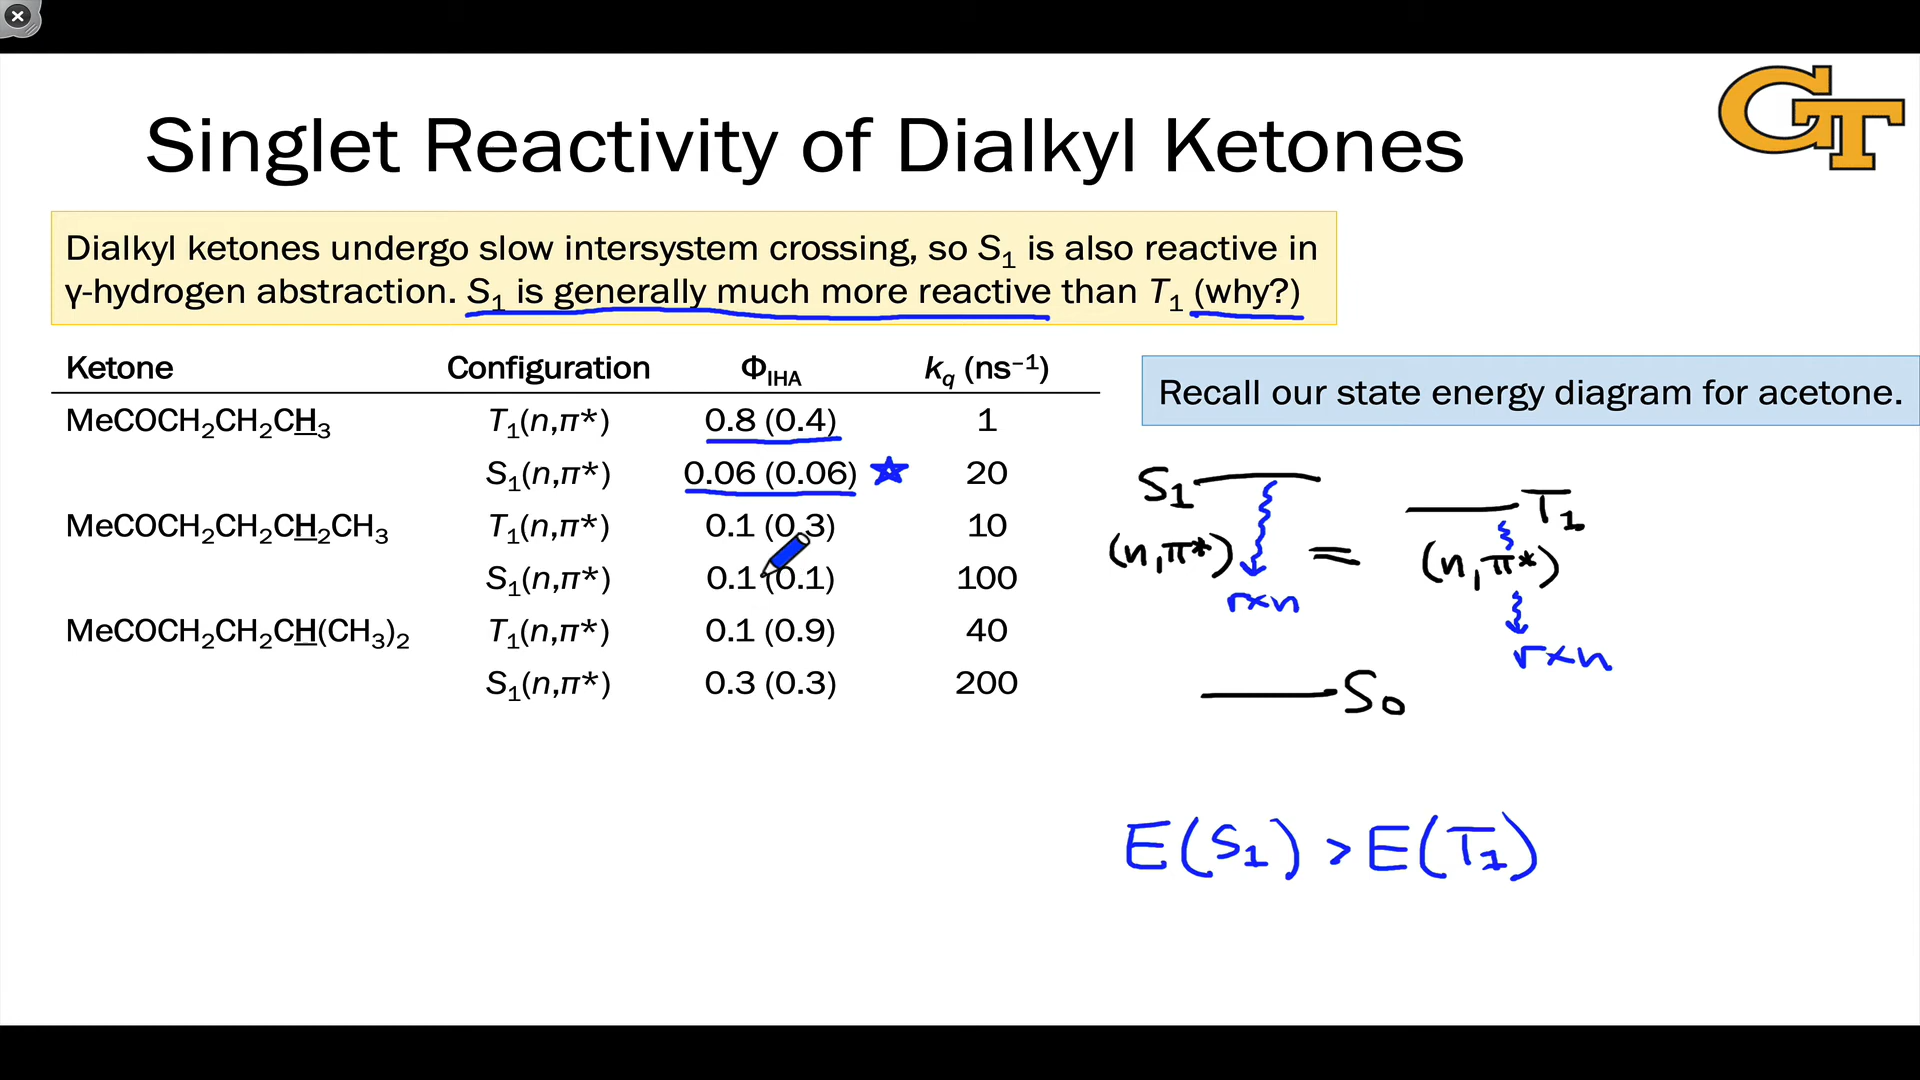 GT
Singlet Reactivity of Dialkyl Ketones
Dialkyl ketones undergo slow intersystem crossing, so S₁ is also reactive in
γ-hydrogen abstraction. S₁ is generally much more reactive than T₁ (why?)
Ketone Configuration Φ_IHA k_q (ns⁻¹)
MeCOCH₂CH₂CH₃ T₁(n,π*) 0.8 (0.4) 1
S₁(n,π*) 0.06 (0.06) 20
MeCOCH₂CH₂CH₂CH₃ T₁(n,π*) 0.1 (0.3) 10
S₁(n,π*) 0.1 (0.1) 100
MeCOCH₂CH₂CH(CH₃)₂ T₁(n,π*) 0.1 (0.9) 40
S₁(n,π*) 0.3 (0.3) 200
Recall our state energy diagram for acetone.
S₁
T₁
(n,π*) = (n,π*)
rxn
rxn
S₀
E(S₁) > E(T₁)